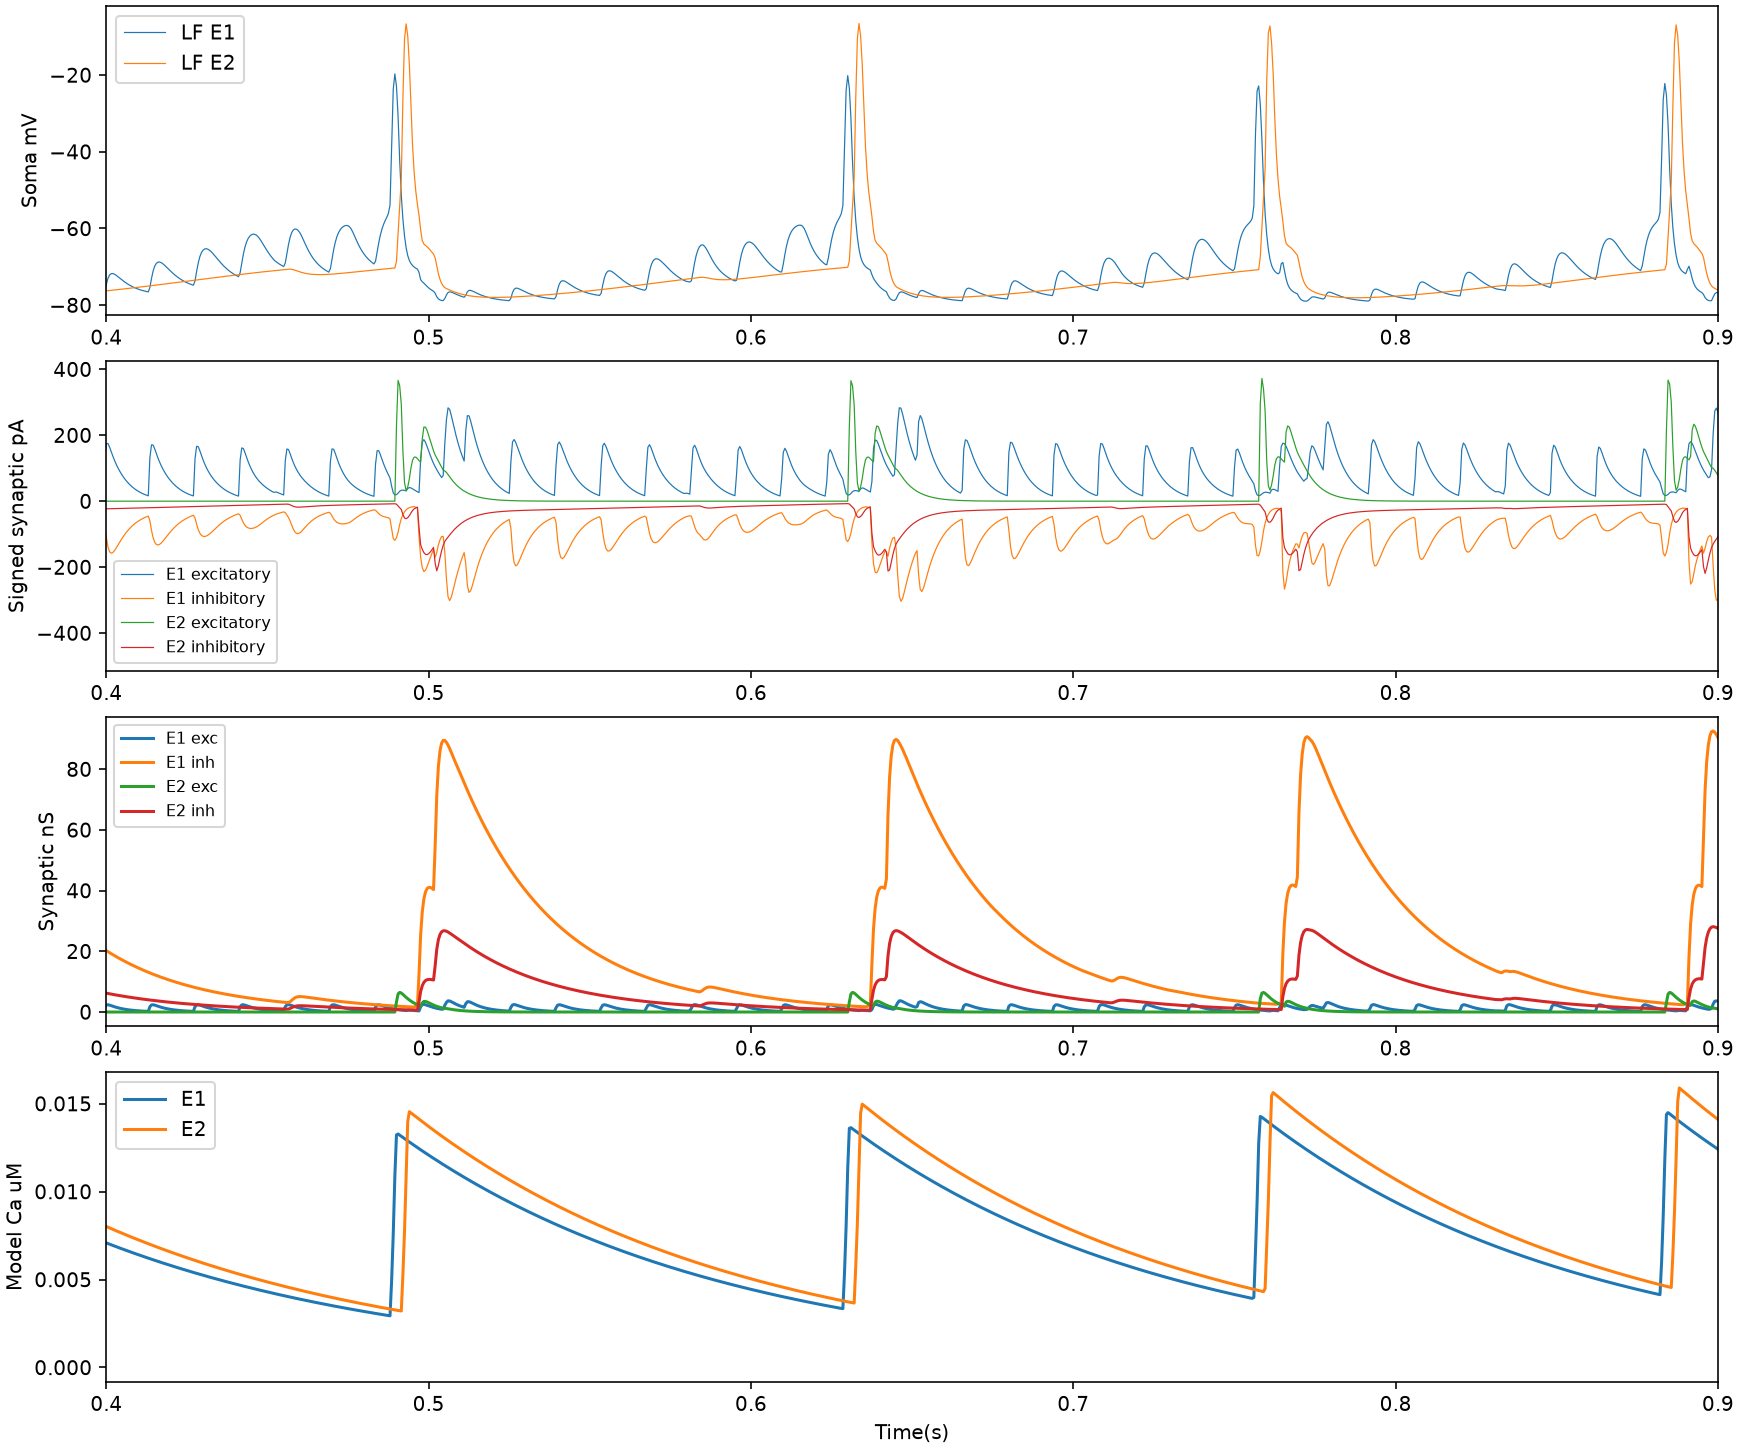 LF E1
LF E2
Soma mV
−20
−40
−60
−80
0.4 0.5 0.6 0.7 0.8 0.9
Signed synaptic pA
400
200
0
−200
−400
E1 excitatory
E1 inhibitory
E2 excitatory
E2 inhibitory
0.4 0.5 0.6 0.7 0.8 0.9
E1 exc
E1 inh
E2 exc
E2 inh
Synaptic nS
80
60
40
20
0
0.4 0.5 0.6 0.7 0.8 0.9
E1
E2
Model Ca uM
0.015
0.010
0.005
0.000
0.4 0.5 0.6 0.7 0.8 0.9
Time(s)